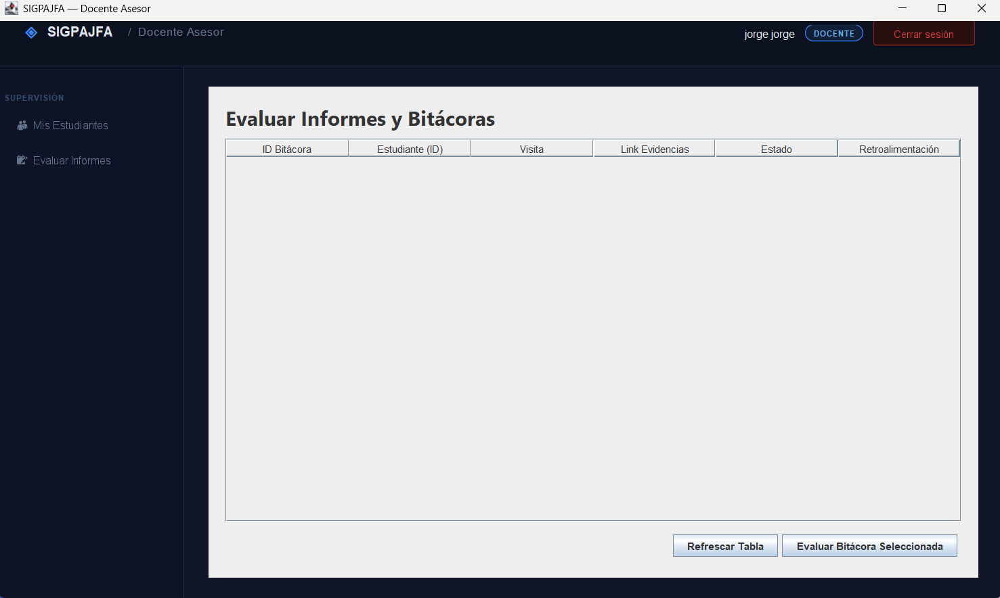 SIGPAJFA — Docente Asesor
SIGPAJFA / Docente Asesor
jorge jorge DOCENTE Cerrar sesión
SUPERVISIÓN
Mis Estudiantes
Evaluar Informes
Evaluar Informes y Bitácoras
ID Bitácora Estudiante (ID) Visita Link Evidencias Estado Retroalimentación
Refrescar Tabla Evaluar Bitácora Seleccionada